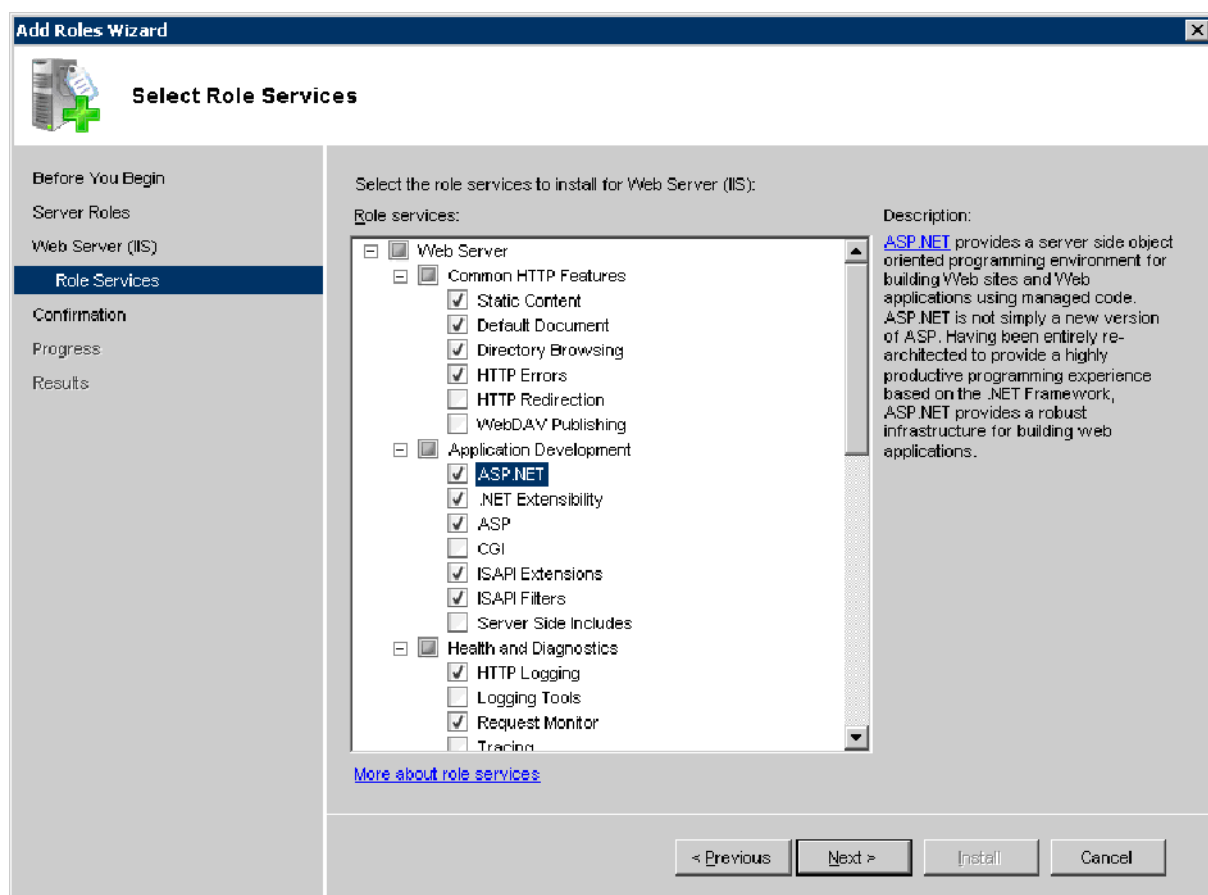 Add Roles Wizard
Select Role Services
Before You Begin
Server Roles
Web Server (IIS)
Role Services
Confirmation
Progress
Results
Select the role services to install for Web Server (IIS):
Role services:
Web Server
Common HTTP Features
Static Content
Default Document
Directory Browsing
HTTP Errors
HTTP Redirection
WebDAV Publishing
Application Development
ASP.NET
.NET Extensibility
ASP
CGI
ISAPI Extensions
ISAPI Filters
Server Side Includes
Health and Diagnostics
HTTP Logging
Logging Tools
Request Monitor
Tracing
More about role services
Description:
ASP.NET provides a server side object
oriented programming environment for
building Web sites and Web
applications using managed code.
ASP.NET is not simply a new version
of ASP. Having been entirely re-
architected to provide a highly
productive programming experience
based on the .NET Framework,
ASP.NET provides a robust
infrastructure for building web
applications.
< Previous
Next >
Install
Cancel